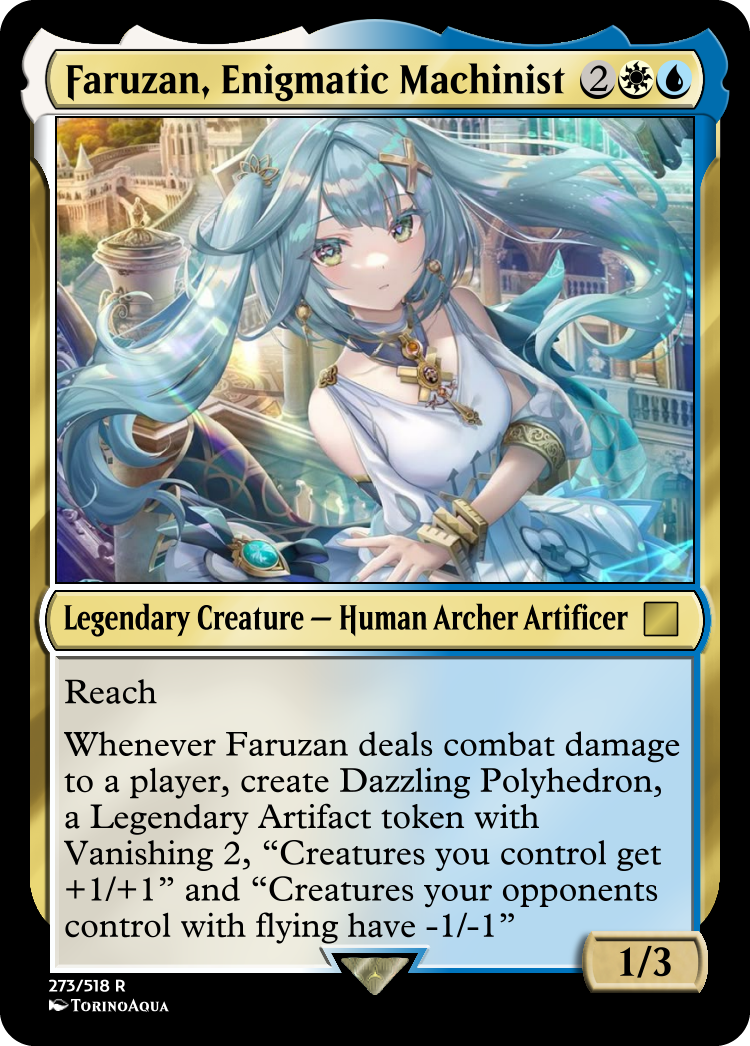 Faruzan, Enigmatic Machinist 2
Legendary Creature — Human Archer Artificer
Reach
Whenever Faruzan deals combat damage
to a player, create Dazzling Polyhedron,
a Legendary Artifact token with
Vanishing 2, “Creatures you control get
+1/+1” and “Creatures your opponents
control with flying have -1/-1”
1/3
273/518 R
TorinoAqua